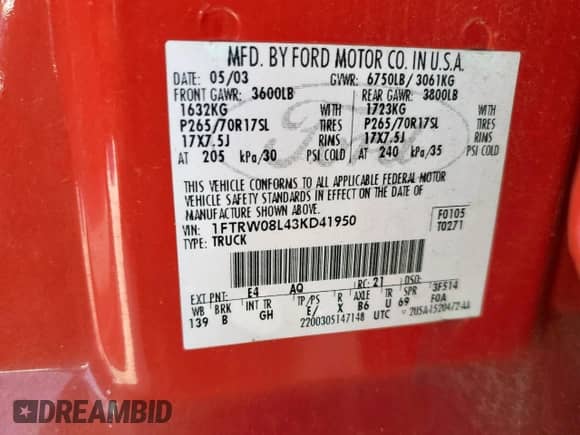 MFD. BY FORD MOTOR CO. IN U.S.A.
DATE: 05/03 GVWR: 6750LB/ 3061KG
FRONT GAWR: 3600LB REAR GAWR: 3800LB
1632KG WITH 1723KG WITH
P265/70R17SL TIRES P265/70R17SL TIRES
17X7.5J RIMS 17X7.5J RIMS
AT 205 kPa/30 PSI COLD AT 240 kPa/35 PSI COLD
THIS VEHICLE CONFORMS TO ALL APPLICABLE FEDERAL MOTOR
VEHICLE SAFETY STANDARDS IN EFFECT ON THE DATE OF
MANUFACTURE SHOWN ABOVE.
VIN: 1FTRW08L43KD41950 F0105
TYPE: TRUCK T0271
Ford
EXT PNT: E4 AQ RC: 21 DSO: 3F514
WB BRK INT TR TP/PS R AXLE TR SPR F0A
139 B GH E/ X B6 U 69
2200305147148 UTC
DREAMBID